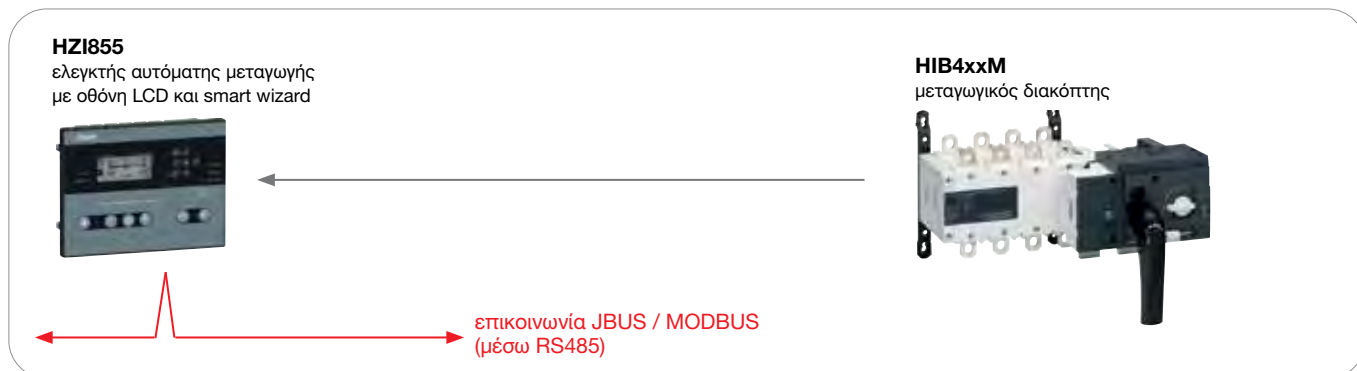 HZI855
ελεγκτής αυτόματης μεταγωγής
με οθόνη LCD και smart wizard
HIB4xxM
μεταγωγικός διακόπτης
επικοινωνία JBUS / MODBUS
(μέσω RS485)